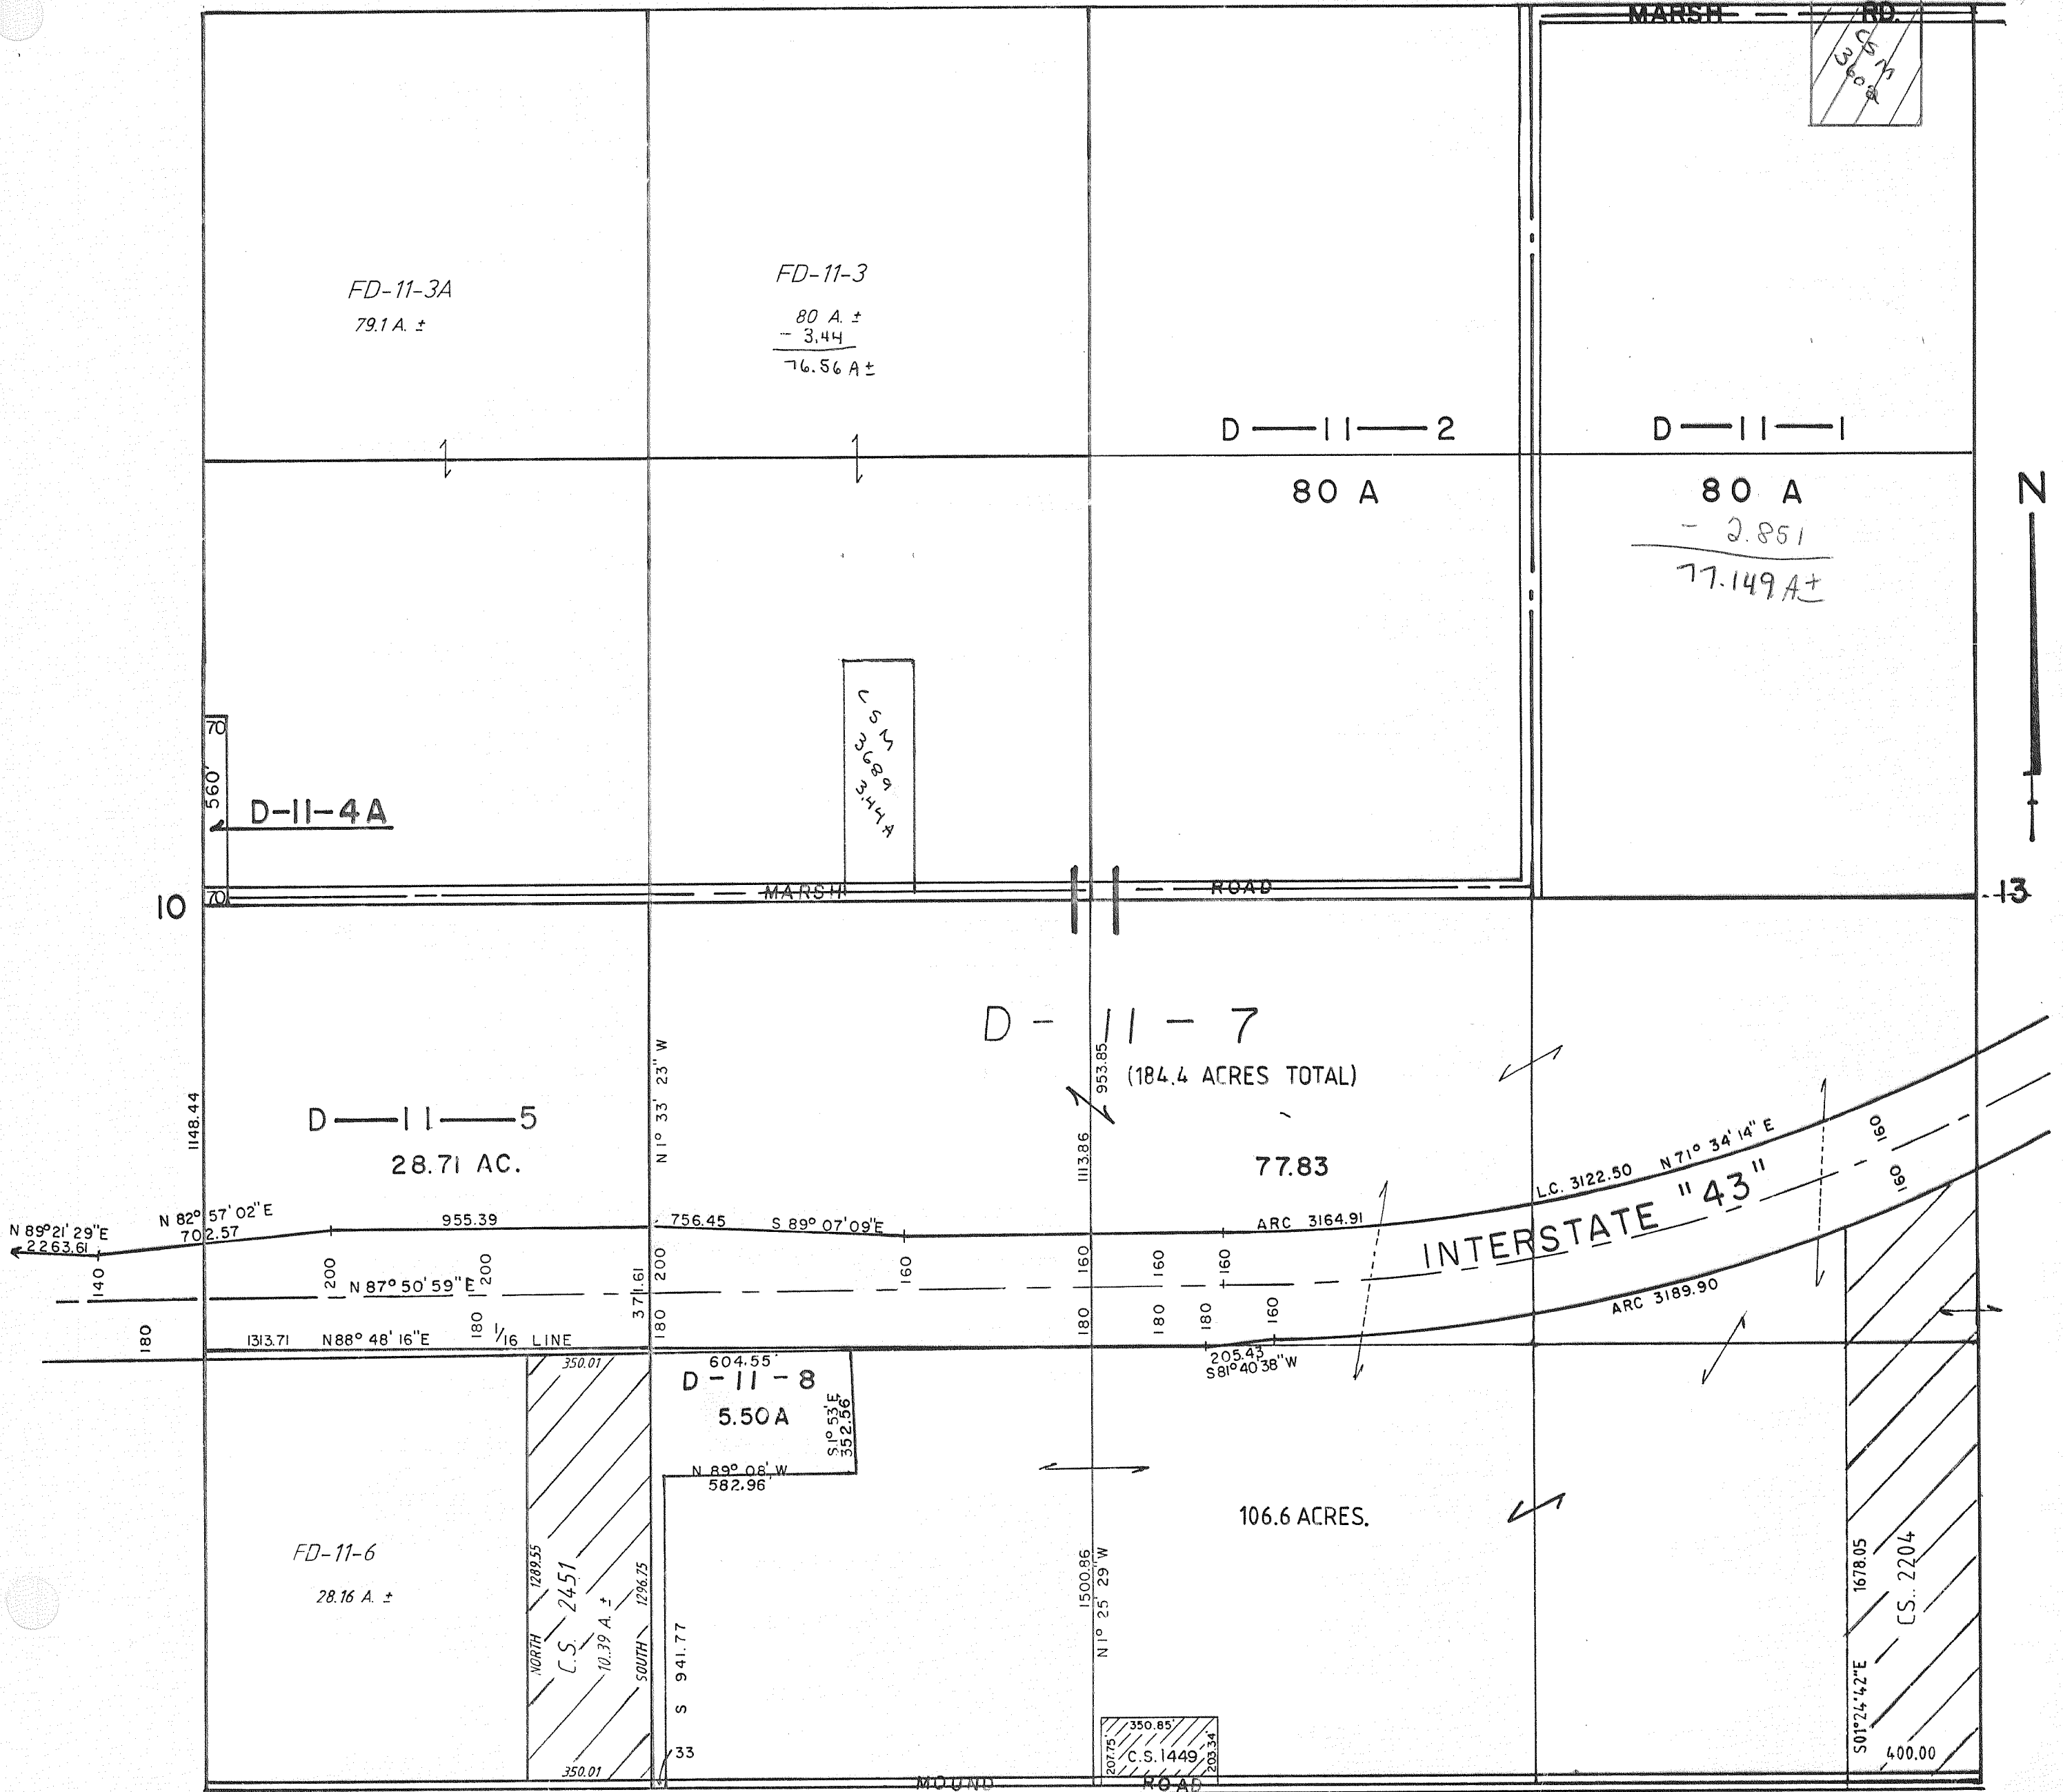 MARSH RD.
CSM
360
FD-11-3A
79.1 A. ±
FD-11-3
80 A. ±
- 3.44
76.56 A±
D—11—2
80 A
D—11—1
80 A
- 2.851
77.149 A±
N
CSM
3689
3.44A
70
560'
D-11-4A
70
10
MARSH ROAD
13
11
D-11-7
(184.4 ACRES TOTAL)
77.83
953.85
1113.86
N 1° 33' 23" W
1148.44
D—11—5
28.71 AC.
N 89° 21' 29"E
2263.61
N 82° 57' 02"E
702.57
955.39
756.45
S 89° 07' 09"E
ARC 3164.91
L.C. 3122.50
N 71° 34' 14" E
INTERSTATE "43"
160
160
140
200
200
200
160
160
160
160
N 87° 50' 59"E
371.61
180
180
180
180
180
180
160
ARC 3189.90
1313.71
N88° 48' 16"E
1/16 LINE
205.43
S81° 40' 38"W
350.01
604.55'
D-11-8
5.50 A
S.1° 53' E
352.56'
N 89° 08' W
582.96'
106.6 ACRES.
FD-11-6
28.16 A. ±
NORTH 1289.55
C.S. 2451
10.39 A. ±
SOUTH 1296.75
350.01
S 941.77
33
1500.86
N 1° 25' 29" W
350.85'
207.75'
C.S. 1449
203.34'
S01°24'42"E 1678.05
C.S. 2204
400.00
MOUND ROAD